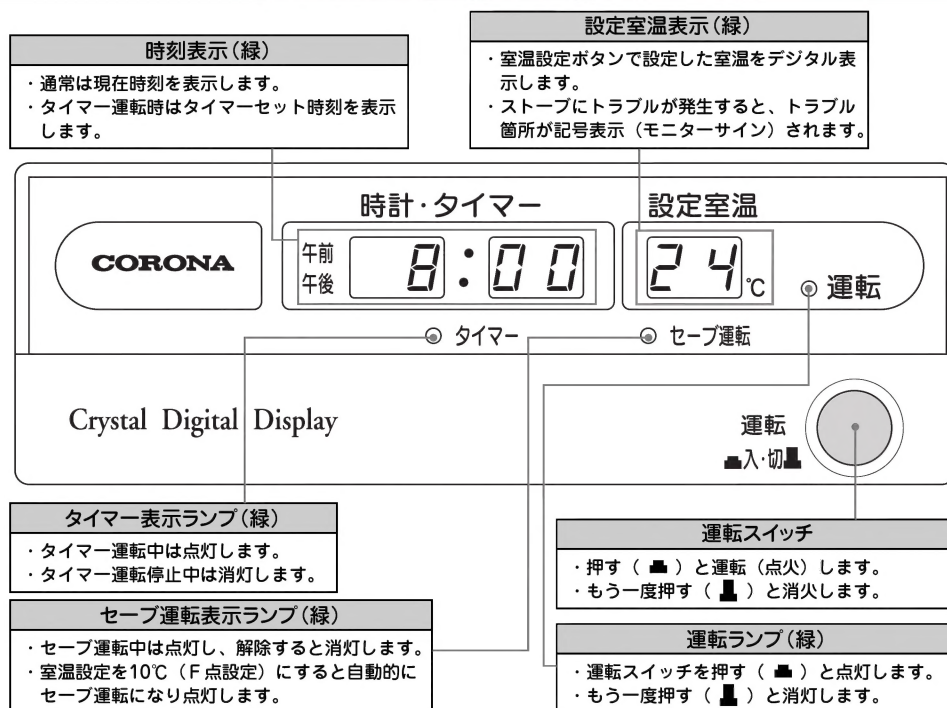 設定室温表示(緑)
・室温設定ボタンで設定した室温をデジタル表
示します。
・ストーブにトラブルが発生すると、トラブル
箇所が記号表示(モニターサイン)されます。
時刻表示(緑)
・通常は現在時刻を表示します。
・タイマー運転時はタイマーセット時刻を表示
します。
時計・タイマー
設定室温
CORONA
午前
午後
8:00
24℃
運転
タイマー
セーブ運転
Crystal Digital Display
運転
入・切
タイマー表示ランプ(緑)
・タイマー運転中は点灯します。
・タイマー運転停止中は消灯します。
セーブ運転表示ランプ(緑)
・セーブ運転中は点灯し、解除すると消灯します。
・室温設定を10℃(F点設定)にすると自動的に
セーブ運転になり点灯します。
運転スイッチ
・押す( )と運転(点火)します。
・もう一度押す( )と消火します。
運転ランプ(緑)
・運転スイッチを押す( )と点灯します。
・もう一度押す( )と消灯します。